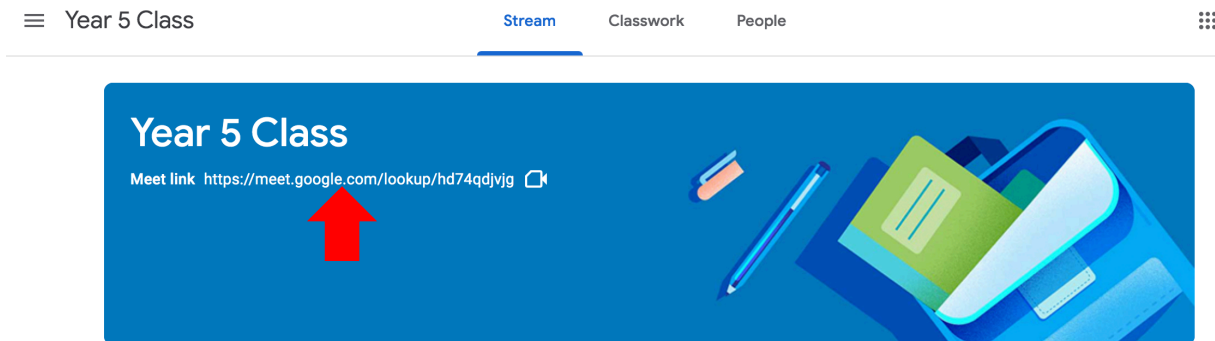 Year 5 Class
Stream Classwork People
Year 5 Class
Meet link https://meet.google.com/lookup/hd74qdjvjg